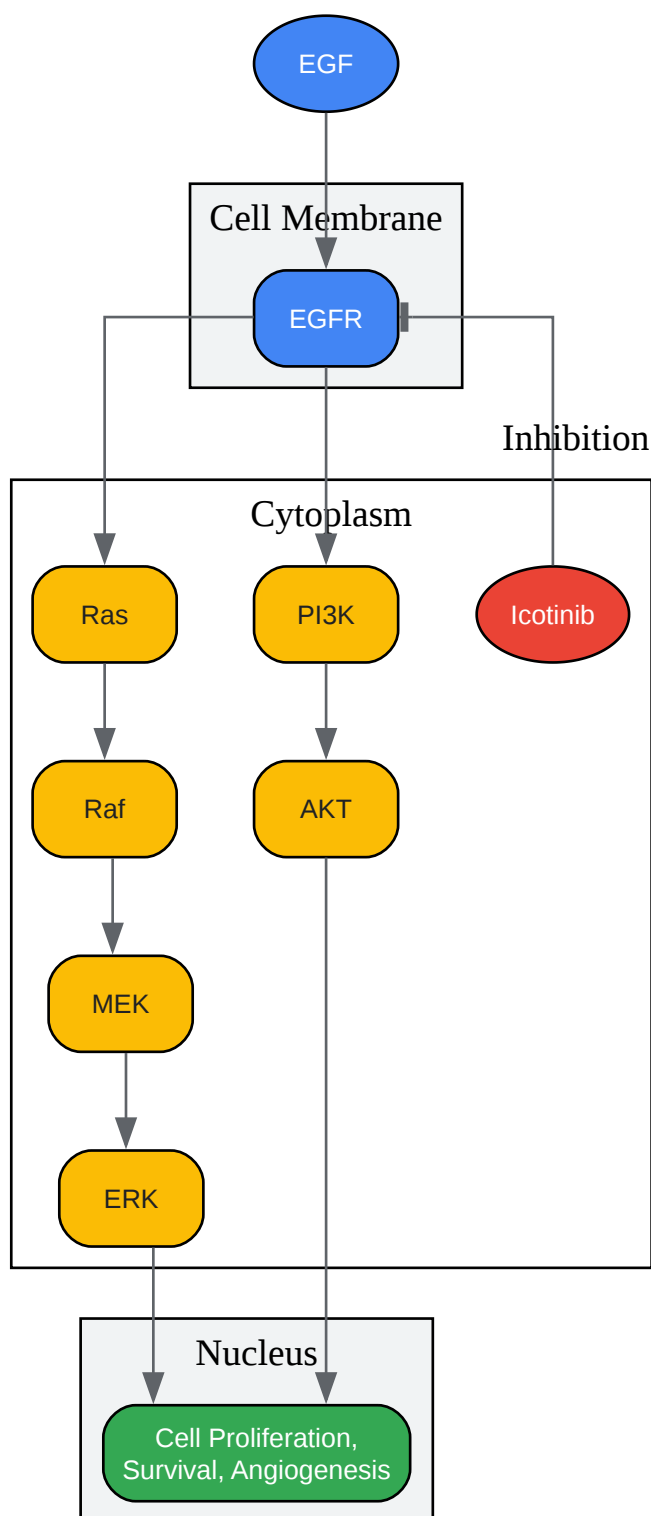 EGF
Cell Membrane
EGFR
Inhibition
Cytoplasm
Ras
PI3K
Icotinib
Raf
AKT
MEK
ERK
Nucleus
Cell Proliferation,
Survival, Angiogenesis